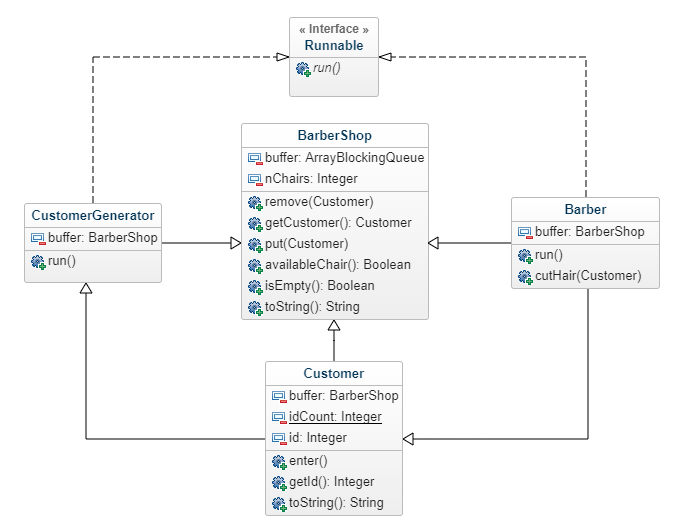 « Interface »
Runnable
run()
BarberShop
buffer: ArrayBlockingQueue
nChairs: Integer
remove(Customer)
getCustomer(): Customer
put(Customer)
availableChair(): Boolean
isEmpty(): Boolean
toString(): String
CustomerGenerator
buffer: BarberShop
run()
Barber
buffer: BarberShop
run()
cutHair(Customer)
Customer
buffer: BarberShop
idCount: Integer
id: Integer
enter()
getId(): Integer
toString(): String